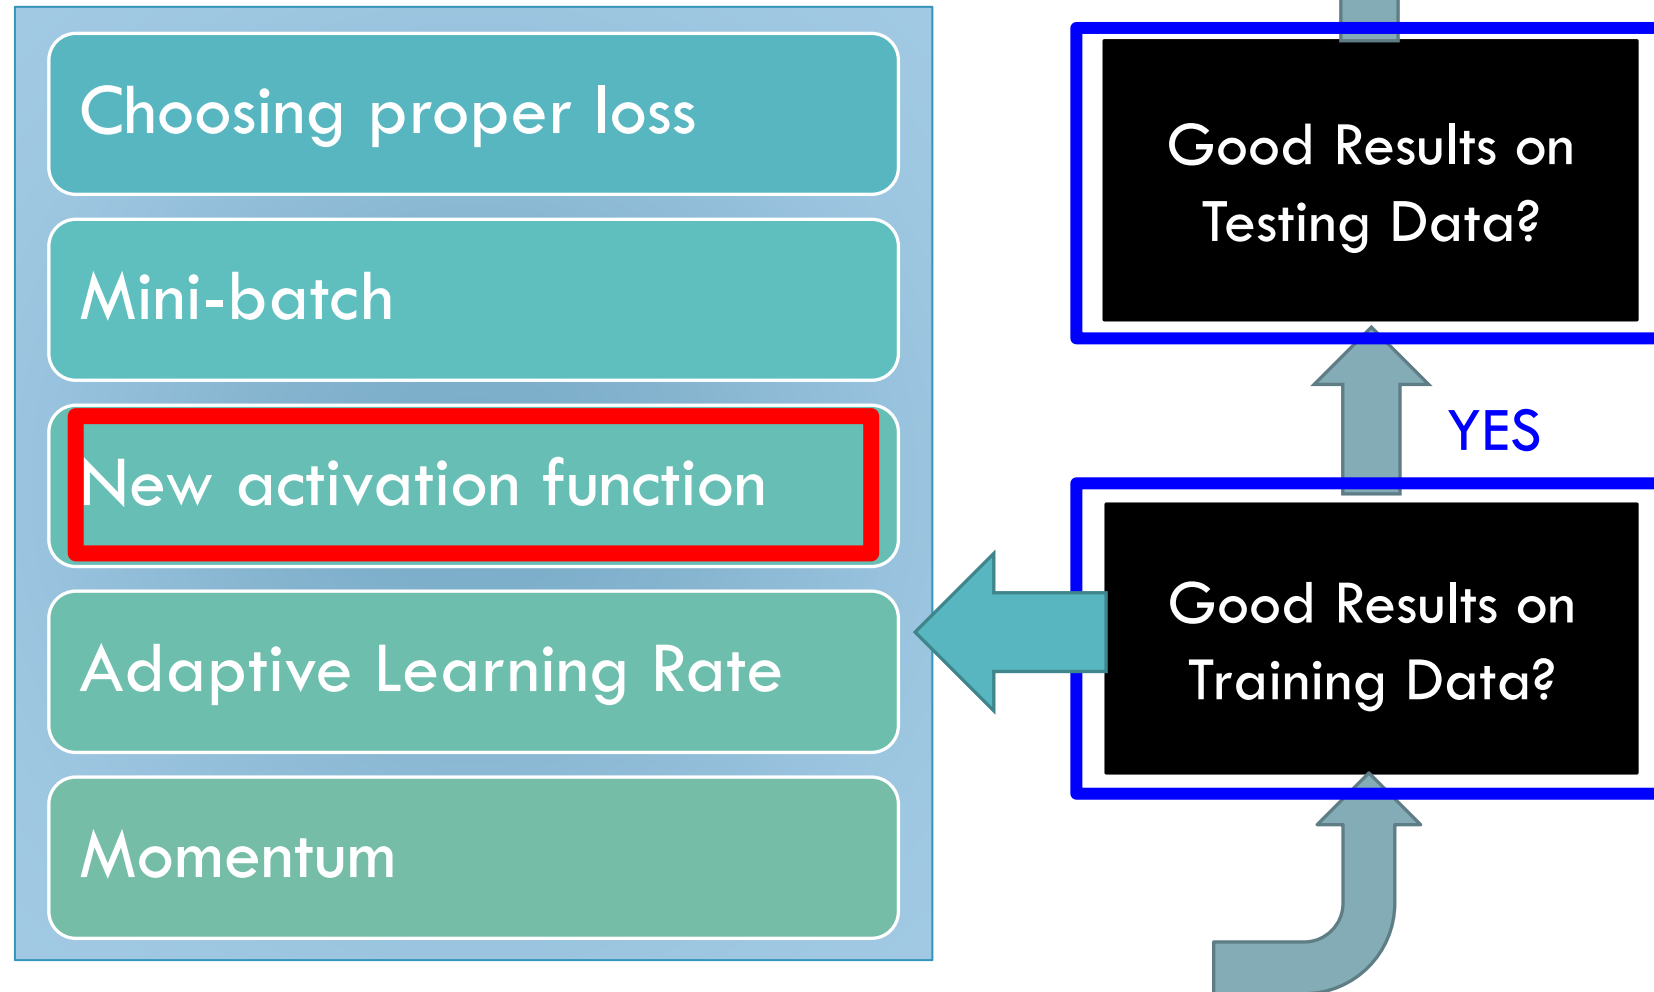 Choosing proper loss
Mini-batch
New activation function
Adaptive Learning Rate
Momentum
Good Results on
Testing Data?
YES
Good Results on
Training Data?